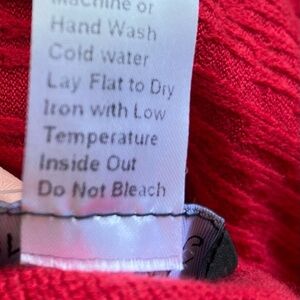 Machine or
Hand Wash
Cold water
Lay Flat to Dry
Iron with Low
Temperature
Inside Out
Do Not Bleach